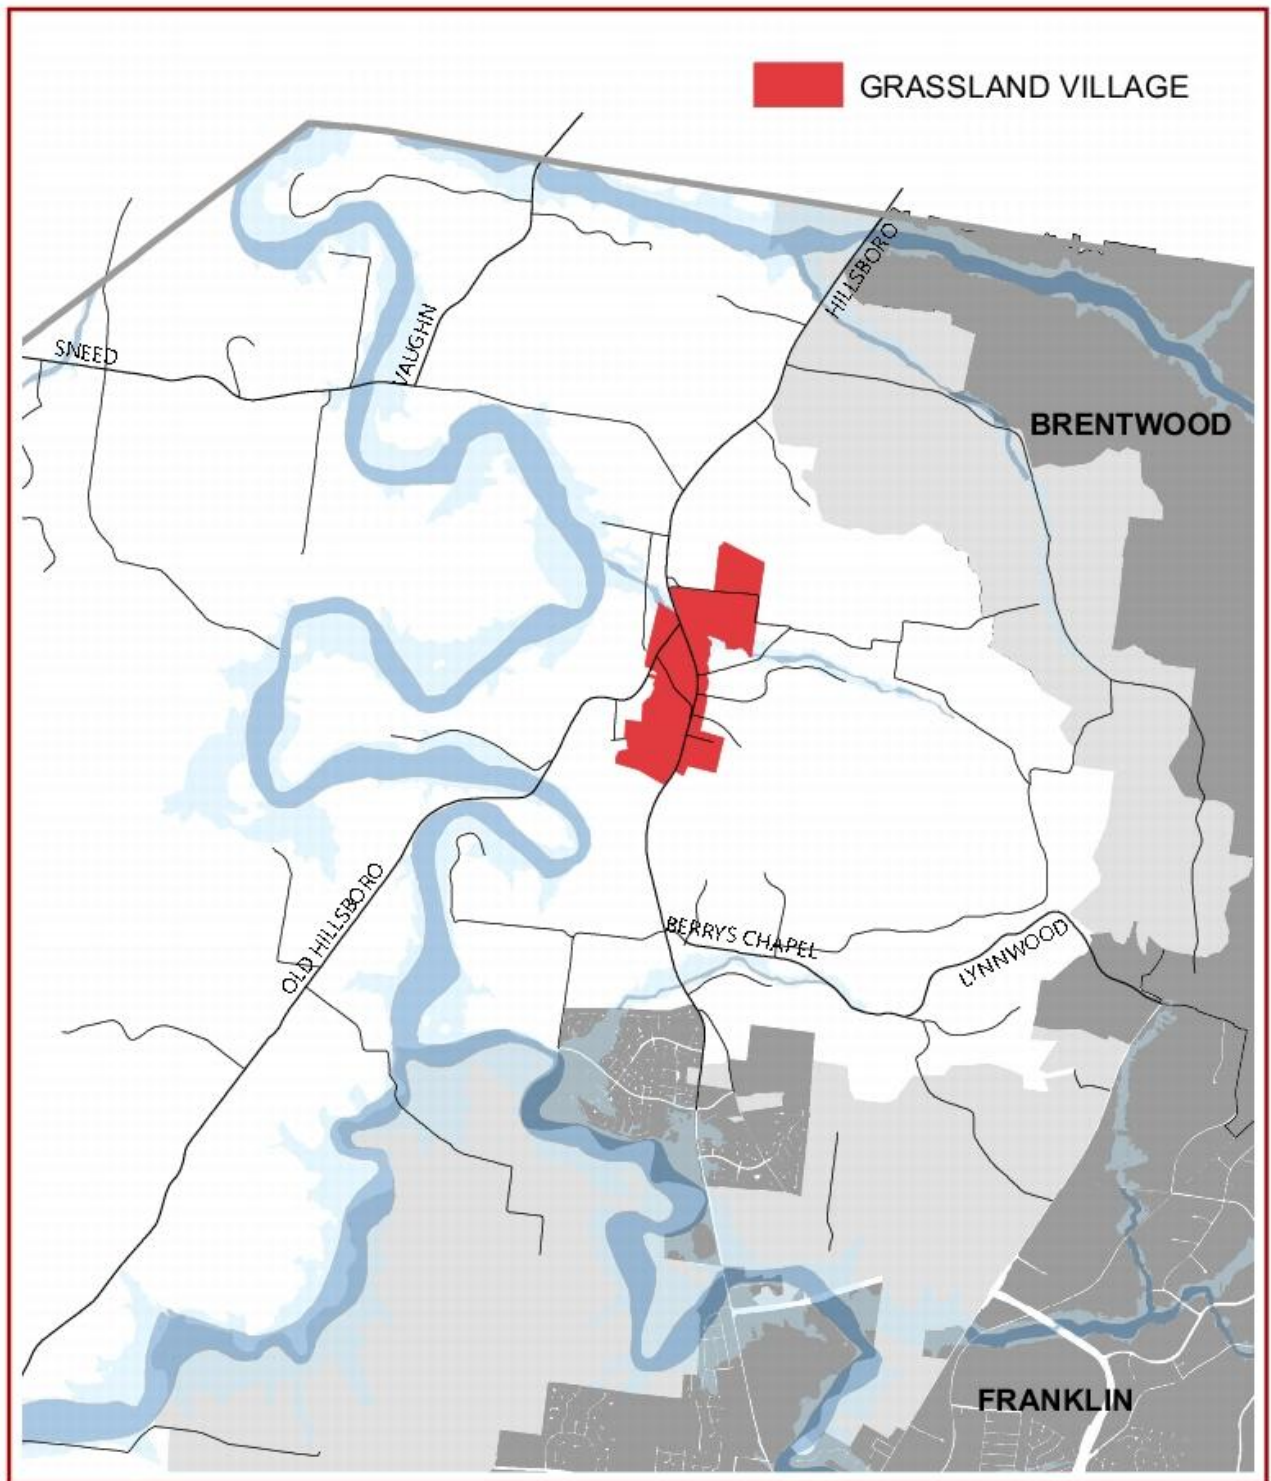 GRASSLAND VILLAGE
HILLSBORO
VAUGHN
SNEED
BRENTWOOD
OLD HILLSBORO
BERRYS CHAPEL
LYNNWOOD
FRANKLIN